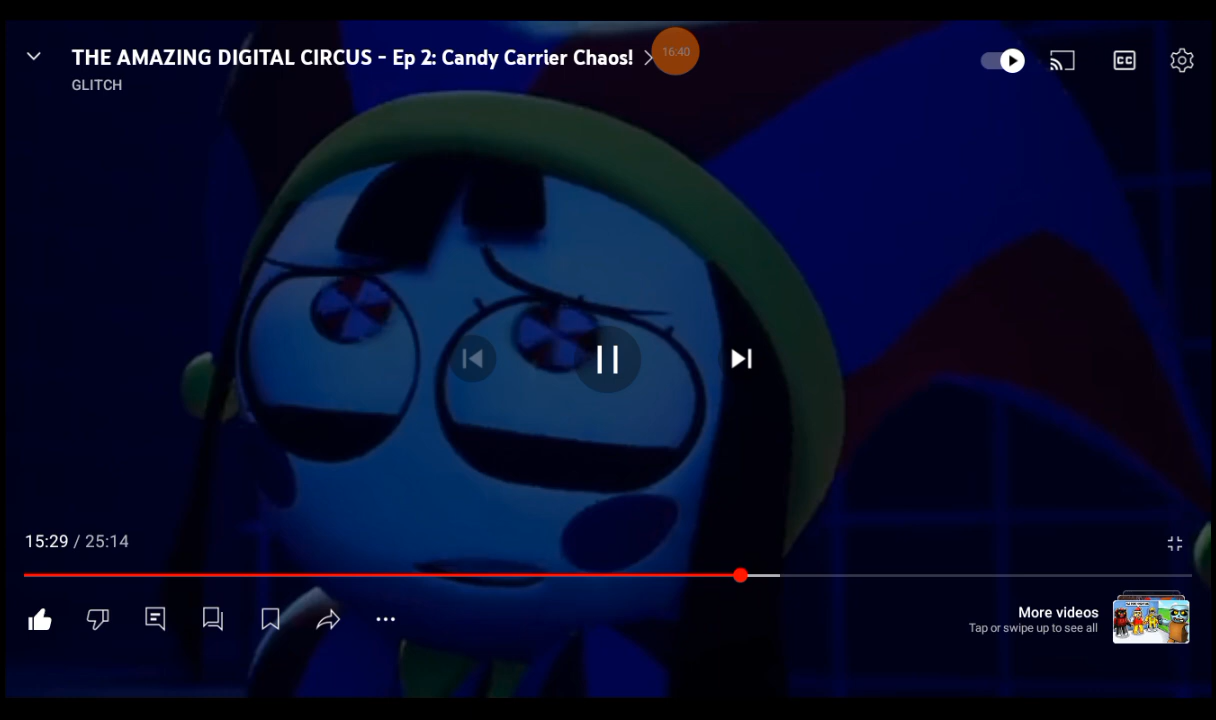 THE AMAZING DIGITAL CIRCUS - Ep 2: Candy Carrier Chaos!
16:40
GLITCH
CC
15:29 / 25:14
More videos
Tap or swipe up to see all